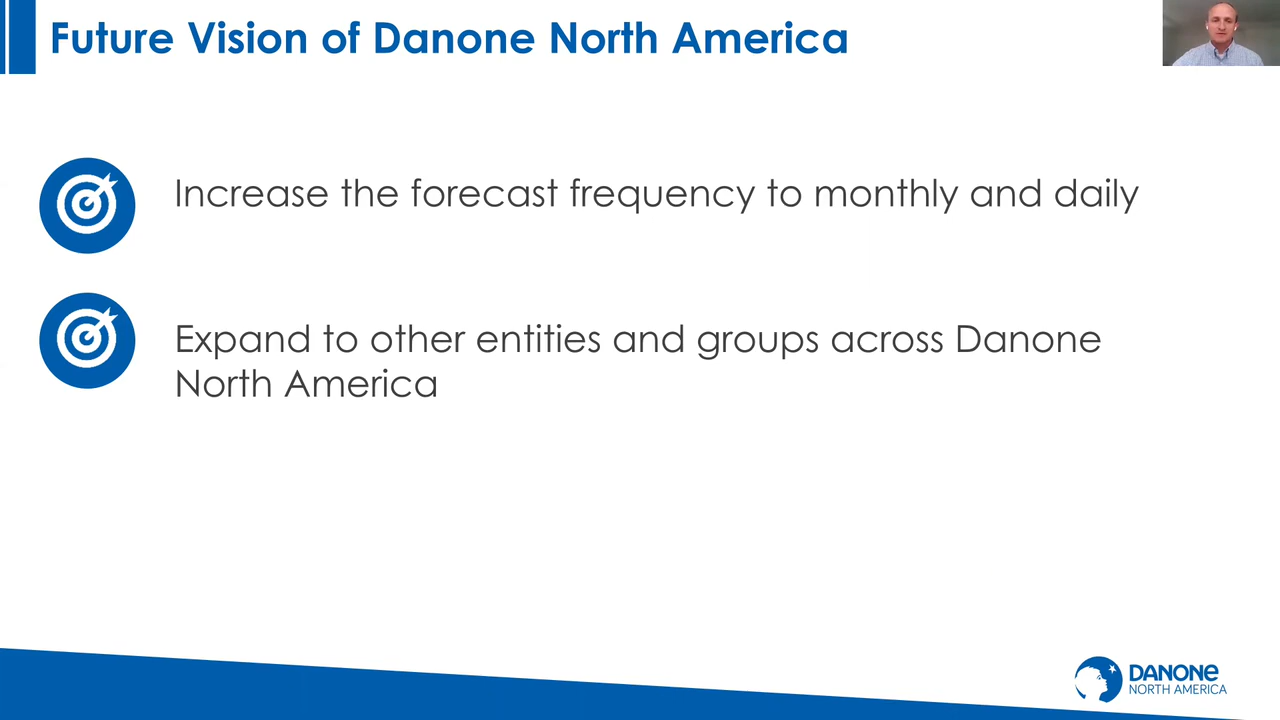 Future Vision of Danone North America
Increase the forecast frequency to monthly and daily
Expand to other entities and groups across Danone
North America
DANONE
NORTH AMERICA